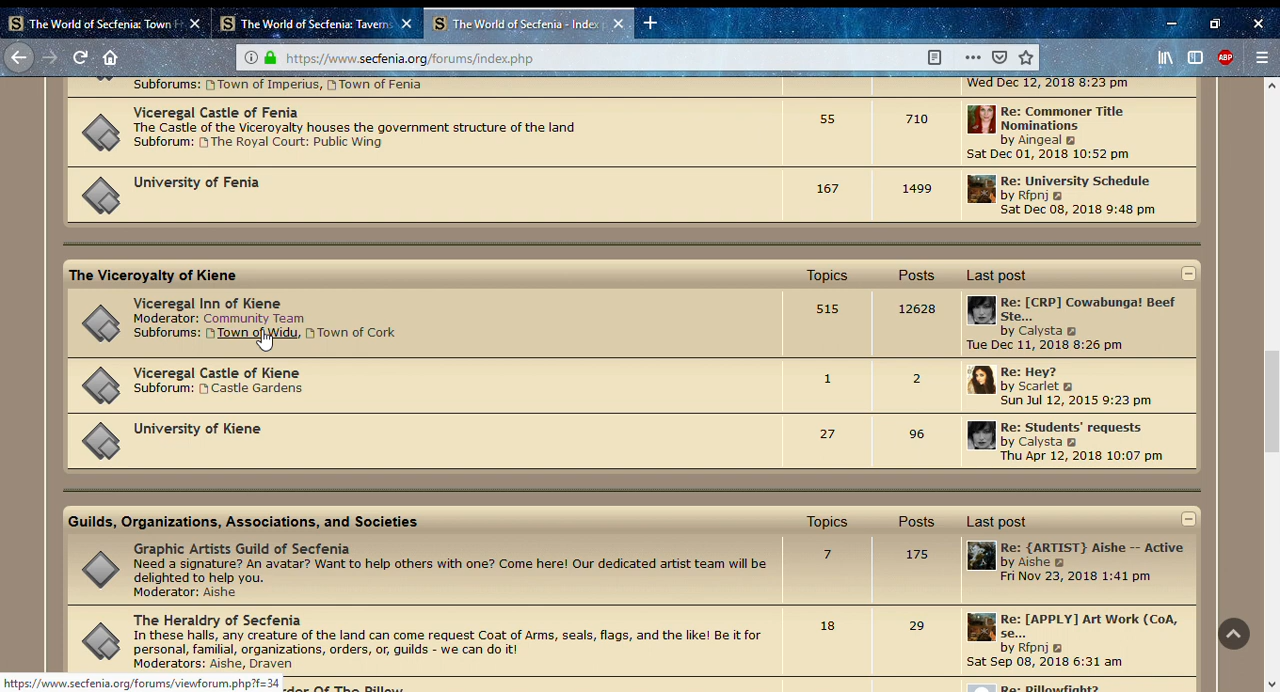 The World of Secfenia: Town
The World of Secfenia: Taverns
The World of Secfenia - Index
https://www.secfenia.org/forums/index.php
ABP
Subforums: Town of Imperius, Town of Fenia
Wed Dec 12, 2018 8:23 pm
Viceregal Castle of Fenia
The Castle of the Viceroyalty houses the government structure of the land
Subforum: The Royal Court: Public Wing
55
710
Re: Commoner Title
Nominations
by Aingeal
Sat Dec 01, 2018 10:52 pm
University of Fenia
167
1499
Re: University Schedule
by Rfpnj
Sat Dec 08, 2018 9:48 pm
The Viceroyalty of Kiene
Topics
Posts
Last post
Viceregal Inn of Kiene
Moderator: Community Team
Subforums: Town of Widu, Town of Cork
515
12628
Re: [CRP] Cowabunga! Beef
Ste...
by Calysta
Tue Dec 11, 2018 8:26 pm
Viceregal Castle of Kiene
Subforum: Castle Gardens
1
2
Re: Hey?
by Scarlet
Sun Jul 12, 2015 9:23 pm
University of Kiene
27
96
Re: Students' requests
by Calysta
Thu Apr 12, 2018 10:07 pm
Guilds, Organizations, Associations, and Societies
Topics
Posts
Last post
Graphic Artists Guild of Secfenia
Need a signature? An avatar? Want to help others with one? Come here! Our dedicated artist team will be
delighted to help you.
Moderator: Aishe
7
175
Re: {ARTIST} Aishe -- Active
by Aishe
Fri Nov 23, 2018 1:41 pm
The Heraldry of Secfenia
In these halls, any creature of the land can come request Coat of Arms, seals, flags, and the like! Be it for
personal, familial, organizations, orders, or, guilds - we can do it!
Moderators: Aishe, Draven
18
29
Re: [APPLY] Art Work (CoA,
se...
by Rfpnj
Sat Sep 08, 2018 6:31 am
https://www.secfenia.org/forums/viewforum.php?f=34
rder Of The Pillow
Re: Pillowfight?